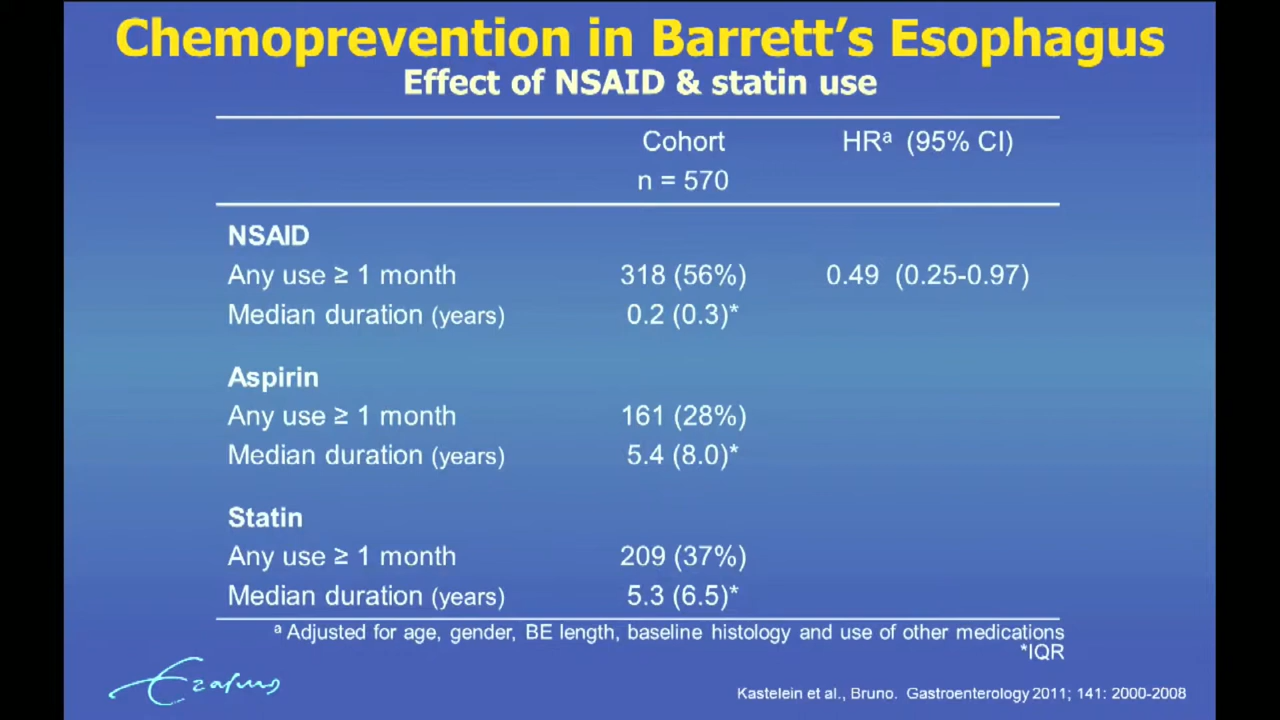 Chemoprevention in Barrett's Esophagus
Effect of NSAID & statin use
Cohort HRᵃ (95% CI)
n = 570
NSAID
Any use ≥ 1 month 318 (56%) 0.49 (0.25-0.97)
Median duration (years) 0.2 (0.3)*
Aspirin
Any use ≥ 1 month 161 (28%)
Median duration (years) 5.4 (8.0)*
Statin
Any use ≥ 1 month 209 (37%)
Median duration (years) 5.3 (6.5)*
ᵃ Adjusted for age, gender, BE length, baseline histology and use of other medications
*IQR
Erasmus
Kastelein et al., Bruno. Gastroenterology 2011; 141: 2000-2008